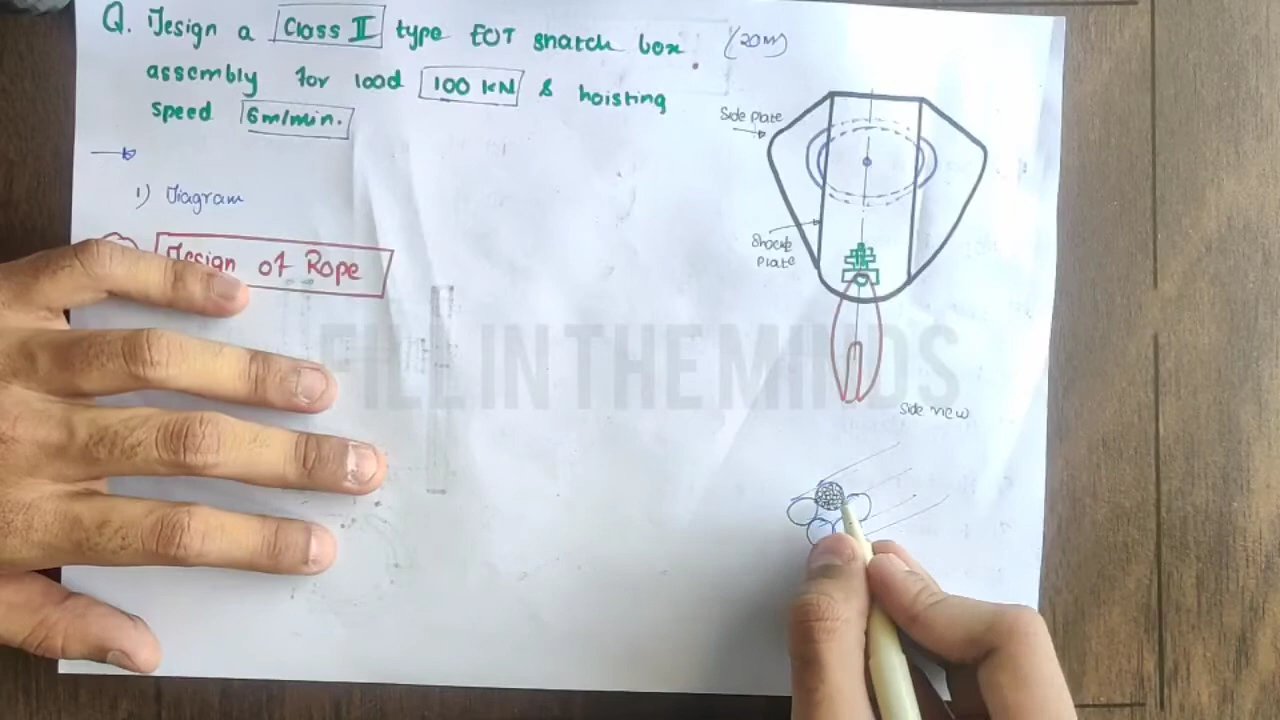 Q. Design a Class II type EOT snatch box (20M)
assembly for load 100 KN & hoisting
speed 6m/min.
1) Diagram
Design of Rope
Side plate
Shock
plate
Side view
FILL IN THE MINDS